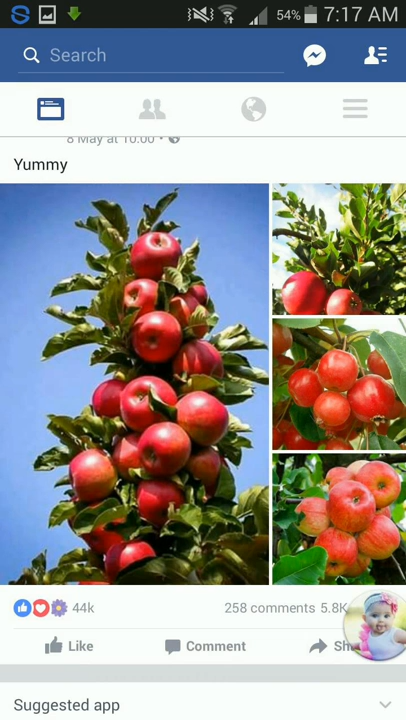 54% 7:17 AM
Search
8 May at 10:00
Yummy
44k 258 comments 5.8K
Like Comment
Suggested app